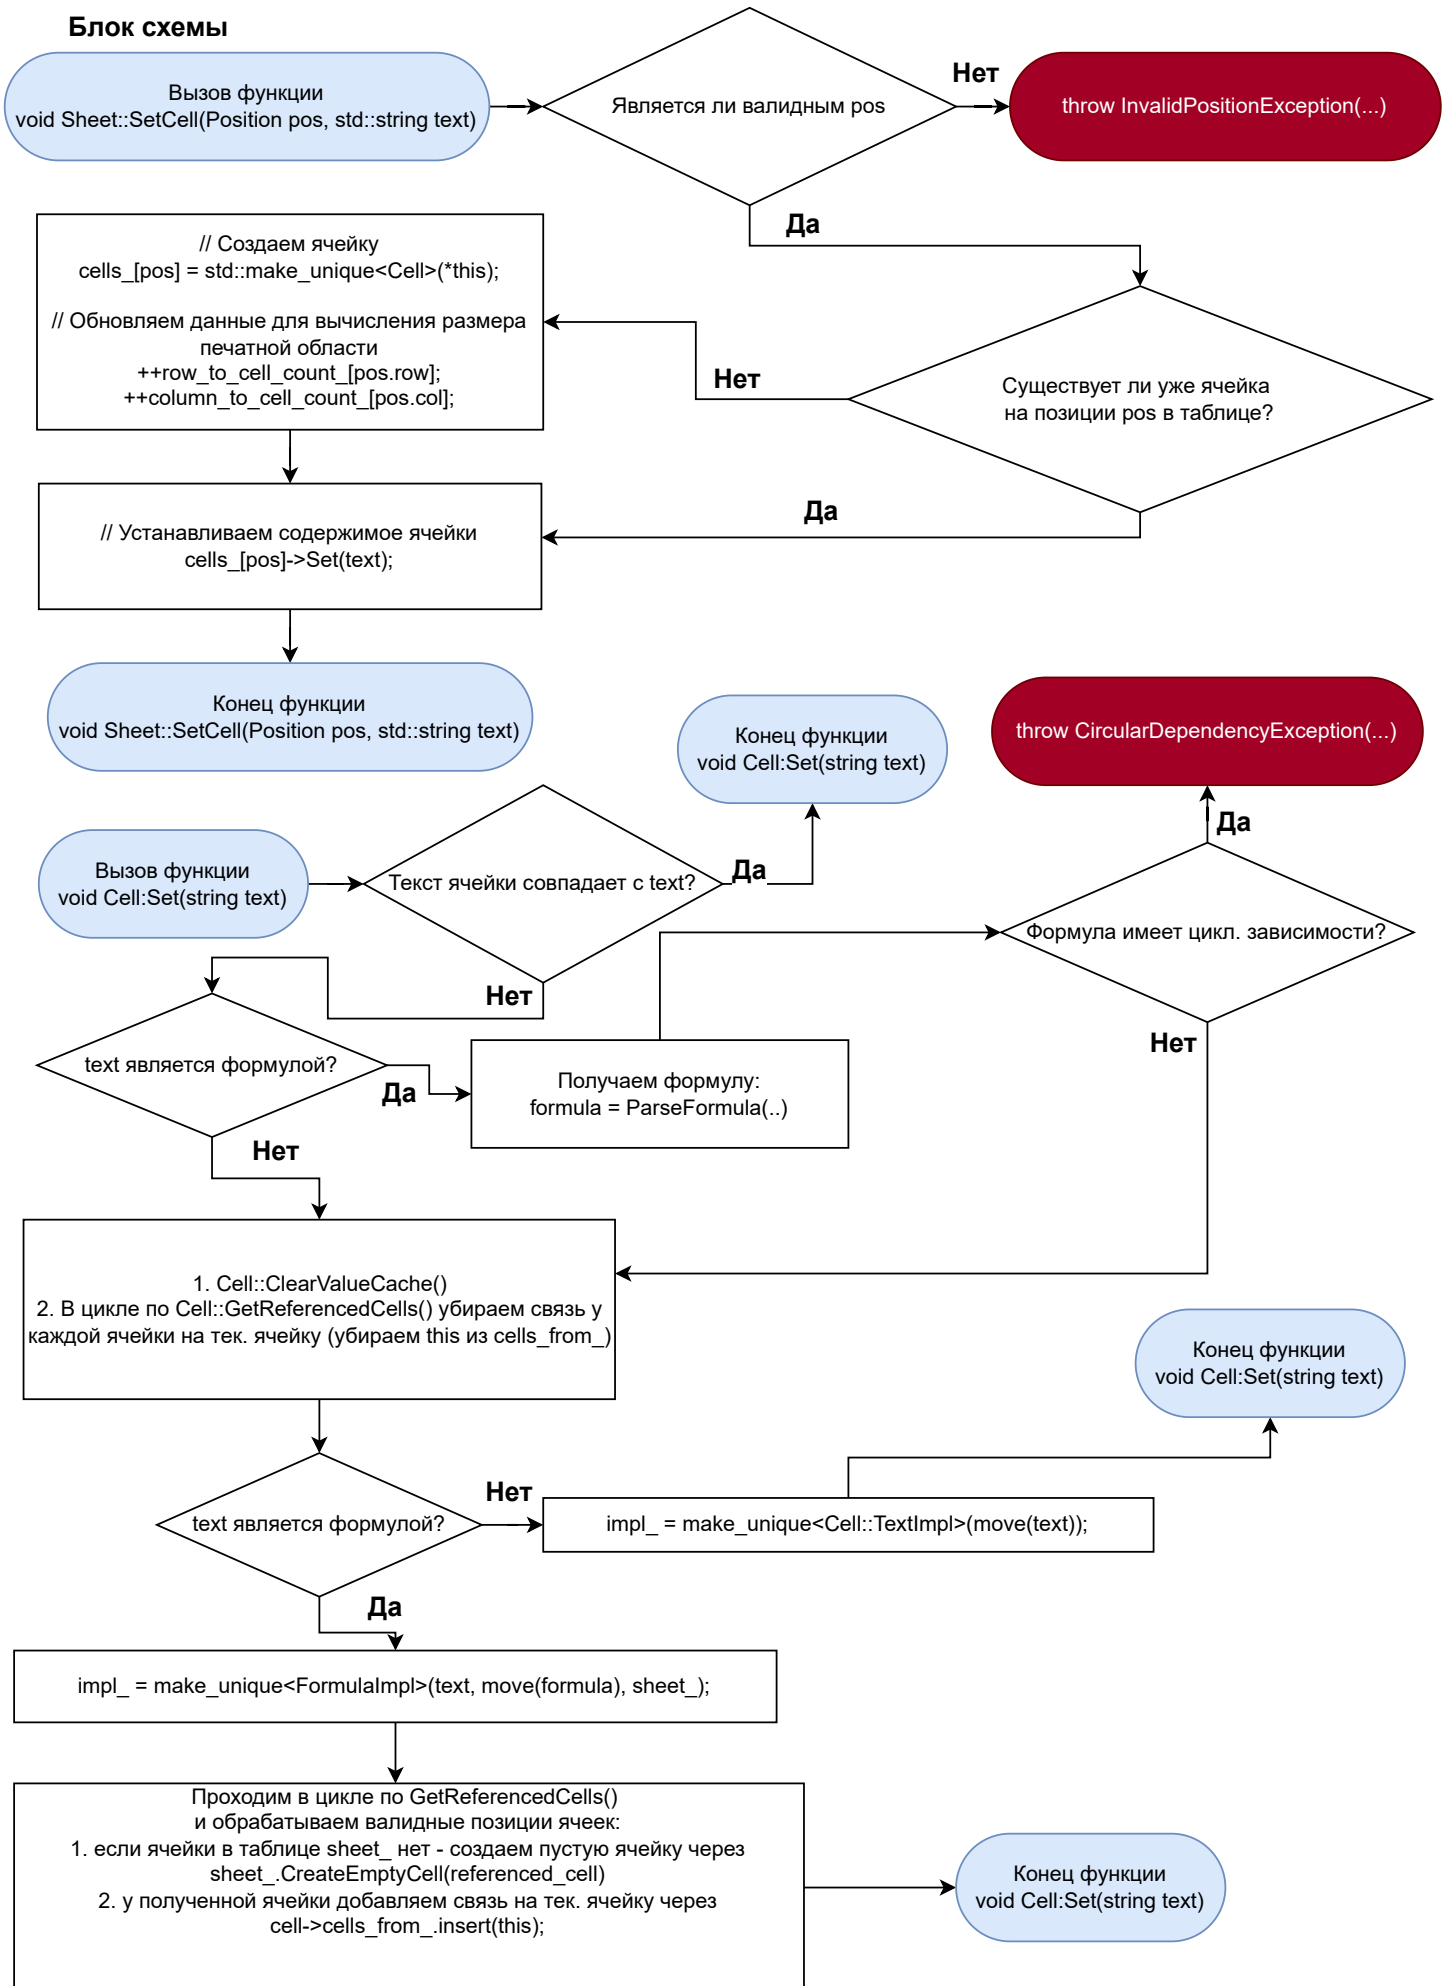 Блок схемы
Вызов функции
void Sheet::SetCell(Position pos, std::string text)
Является ли валидным pos
Нет
throw InvalidPositionException(...)
Да
// Создаем ячейку
cells_[pos] = std::make_unique<Cell>(*this);
// Обновляем данные для вычисления размера
печатной области
++row_to_cell_count_[pos.row];
++column_to_cell_count_[pos.col];
Нет
Существует ли уже ячейка
на позиции pos в таблице?
Да
// Устанавливаем содержимое ячейки
cells_[pos]->Set(text);
Конец функции
void Sheet::SetCell(Position pos, std::string text)
Конец функции
void Cell:Set(string text)
throw CircularDependencyException(...)
Да
Вызов функции
void Cell:Set(string text)
Текст ячейки совпадает с text?
Да
Формула имеет цикл. зависимости?
Нет
Нет
text является формулой?
Да
Получаем формулу:
formula = ParseFormula(..)
Нет
1. Cell::ClearValueCache()
2. В цикле по Cell::GetReferencedCells() убираем связь у
каждой ячейки на тек. ячейку (убираем this из cells_from_)
Конец функции
void Cell:Set(string text)
text является формулой?
Нет
impl_ = make_unique<Cell::TextImpl>(move(text));
Да
impl_ = make_unique<FormulaImpl>(text, move(formula), sheet_);
Проходим в цикле по GetReferencedCells()
и обрабатываем валидные позиции ячеек:
1. если ячейки в таблице sheet_ нет - создаем пустую ячейку через
sheet_.CreateEmptyCell(referenced_cell)
2. у полученной ячейки добавляем связь на тек. ячейку через
cell->cells_from_.insert(this);
Конец функции
void Cell:Set(string text)